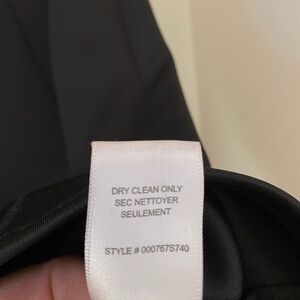 DRY CLEAN ONLY
SEC NETTOYER
SEULEMENT
STYLE # 000767S740